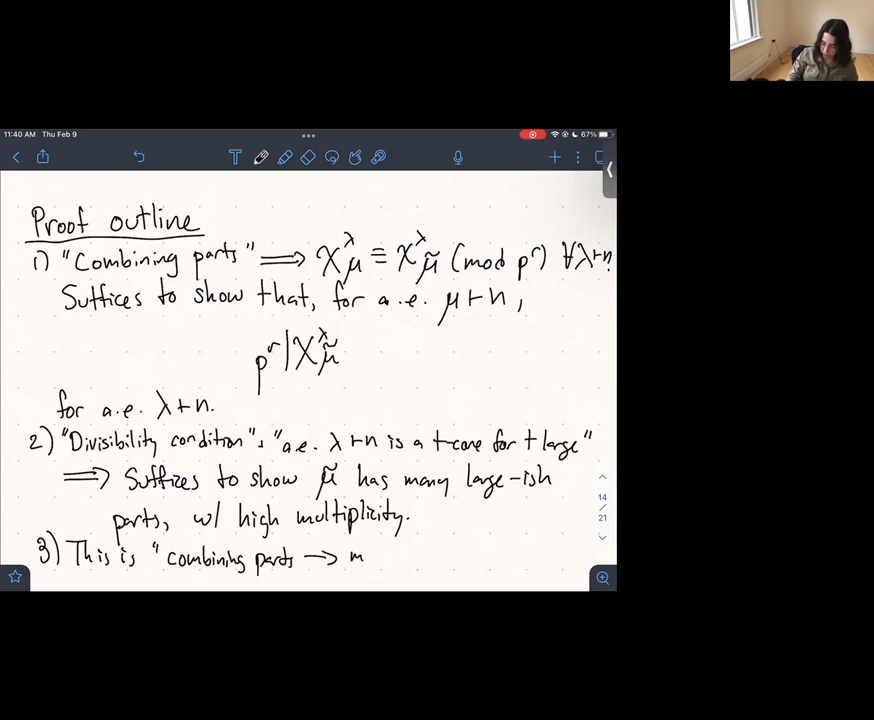 11:40 AM Thu Feb 9
67%
Proof outline
1) "Combining parts" ⟹ χ^λ_μ ≡ χ^λ_μ̃ (mod p^r) ∀λ⊢n.
Suffices to show that, for a.e. μ⊢n,
p^r | χ^λ_μ̃
for a.e. λ⊢n.
2) "Divisibility condition", "a.e. λ⊢n is a t-core for t large"
⟹ Suffices to show μ̃ has many large-ish
parts, w/ high multiplicity.
3) This is "combining parts → m
14
/
21